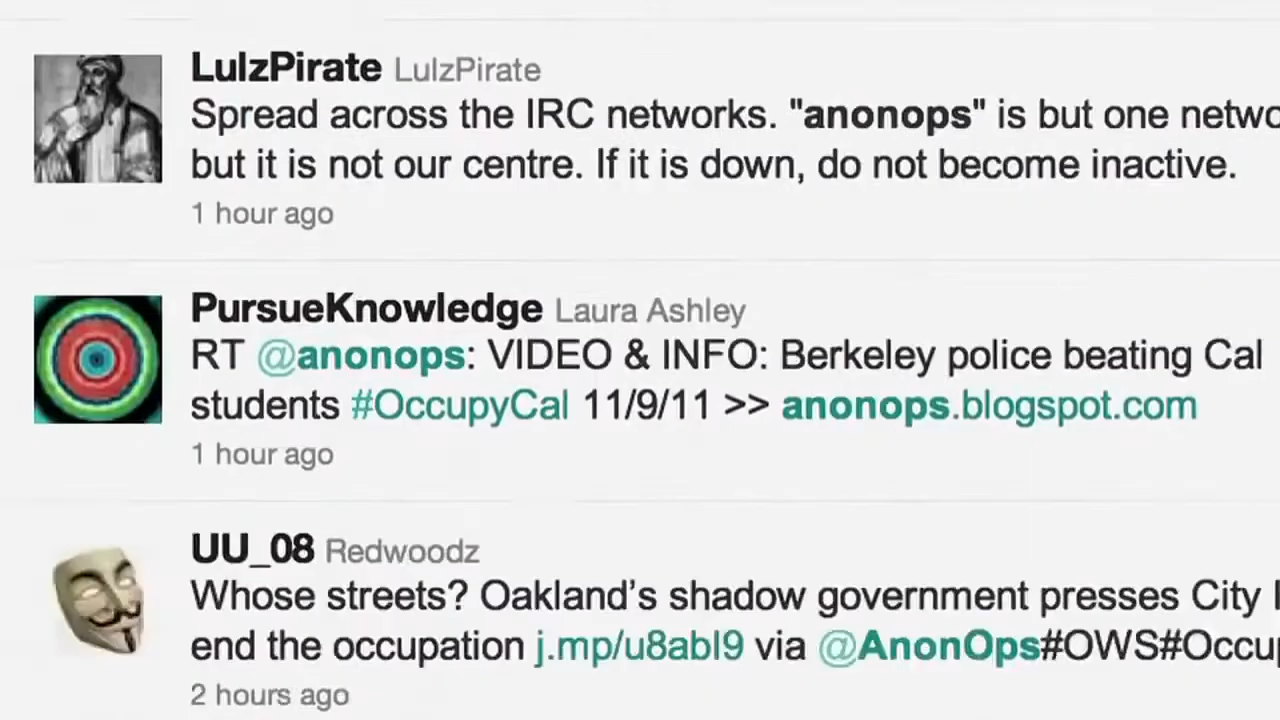 LulzPirate LulzPirate
Spread across the IRC networks. "anonops" is but one netwo
but it is not our centre. If it is down, do not become inactive.
1 hour ago
PursueKnowledge Laura Ashley
RT @anonops: VIDEO & INFO: Berkeley police beating Cal
students #OccupyCal 11/9/11 >> anonops.blogspot.com
1 hour ago
UU_08 Redwoodz
Whose streets? Oakland’s shadow government presses City
end the occupation j.mp/u8abl9 via @AnonOps#OWS#Occup
2 hours ago